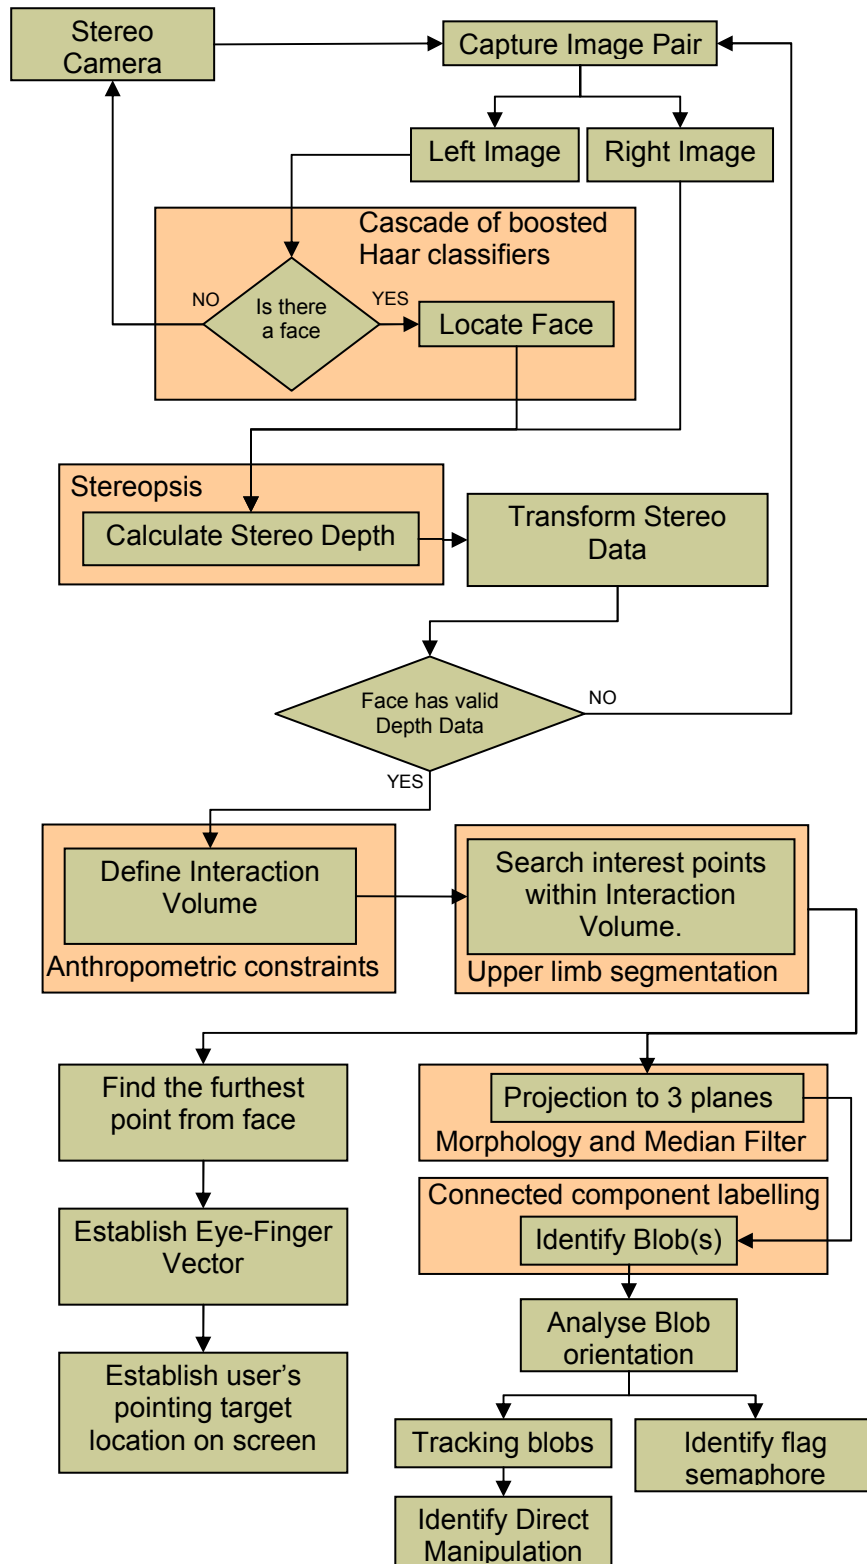 Stereo
Camera
Capture Image Pair
Left Image
Right Image
Cascade of boosted
Haar classifiers
NO
Is there
a face
YES
Locate Face
Stereopsis
Calculate Stereo Depth
Transform Stereo
Data
Face has valid
Depth Data
NO
YES
Define Interaction
Volume
Anthropometric constraints
Search interest points
within Interaction
Volume.
Upper limb segmentation
Find the furthest
point from face
Establish Eye-Finger
Vector
Establish user's
pointing target
location on screen
Projection to 3 planes
Morphology and Median Filter
Connected component labelling
Identify Blob(s)
Analyse Blob
orientation
Tracking blobs
Identify flag
semaphore
Identify Direct
Manipulation